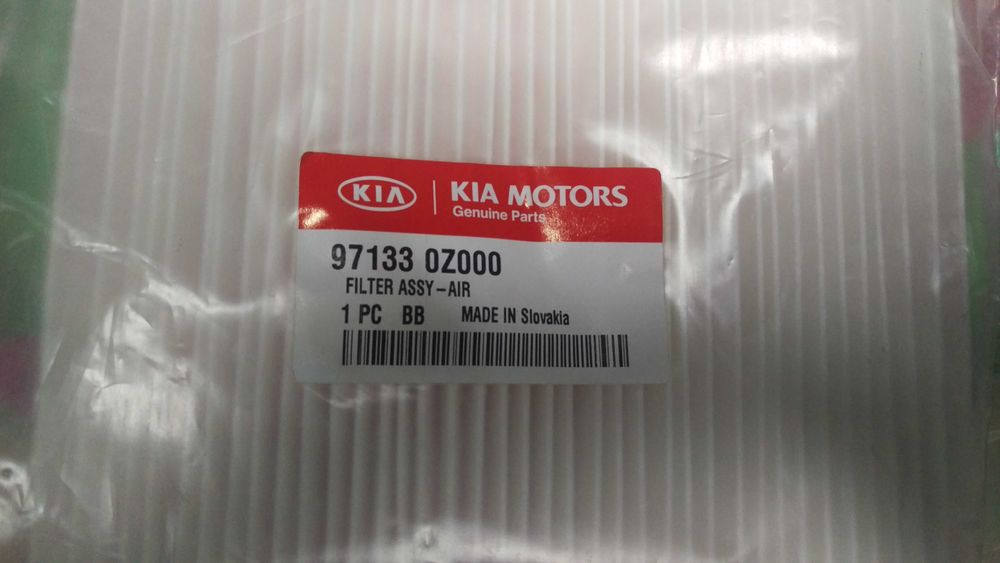 KIA
KIA MOTORS
Genuine Parts
97133 0Z000
FILTER ASSY-AIR
1 PC BB MADE IN Slovakia